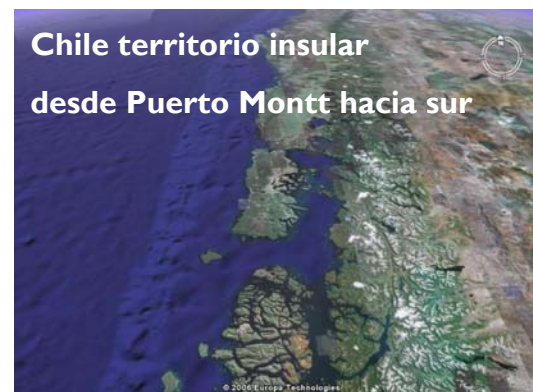 Chile territorio insular
desde Puerto Montt hacia sur
N
© 2006 Europa Technologies